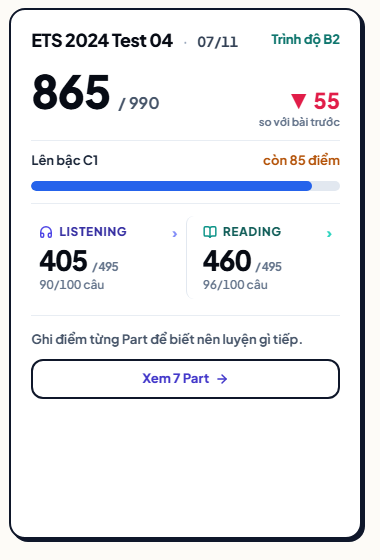 ETS 2024 Test 04 · 07/11 Trình độ B2
865 / 990 ▼ 55
so với bài trước
Lên bậc C1 còn 85 điểm
LISTENING › READING ›
405 /495 460 /495
90/100 câu 96/100 câu
Ghi điểm từng Part để biết nên luyện gì tiếp.
Xem 7 Part →